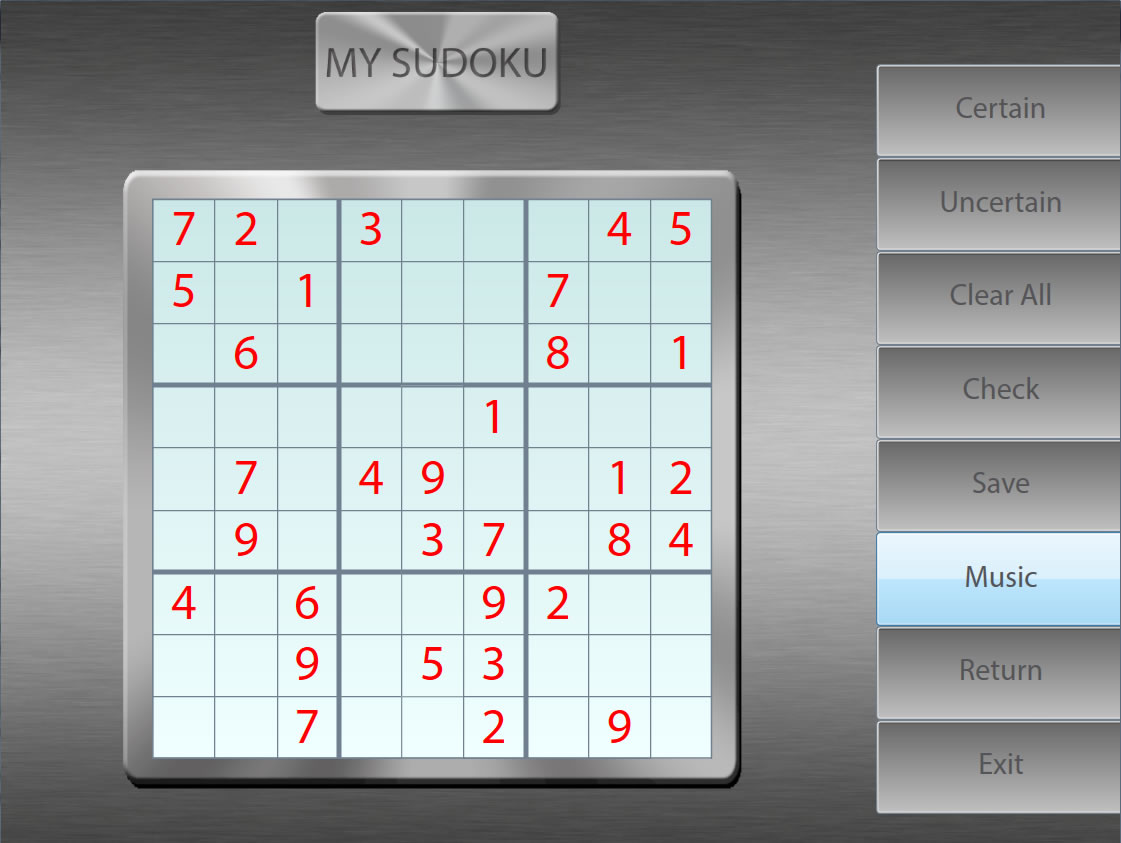 MY SUDOKU
Certain
Uncertain
Clear All
Check
Save
Music
Return
Exit
7 2 3 4 5
5 1 7
6 8 1
1
7 4 9 1 2
9 3 7 8 4
4 6 9 2
9 5 3
7 2 9